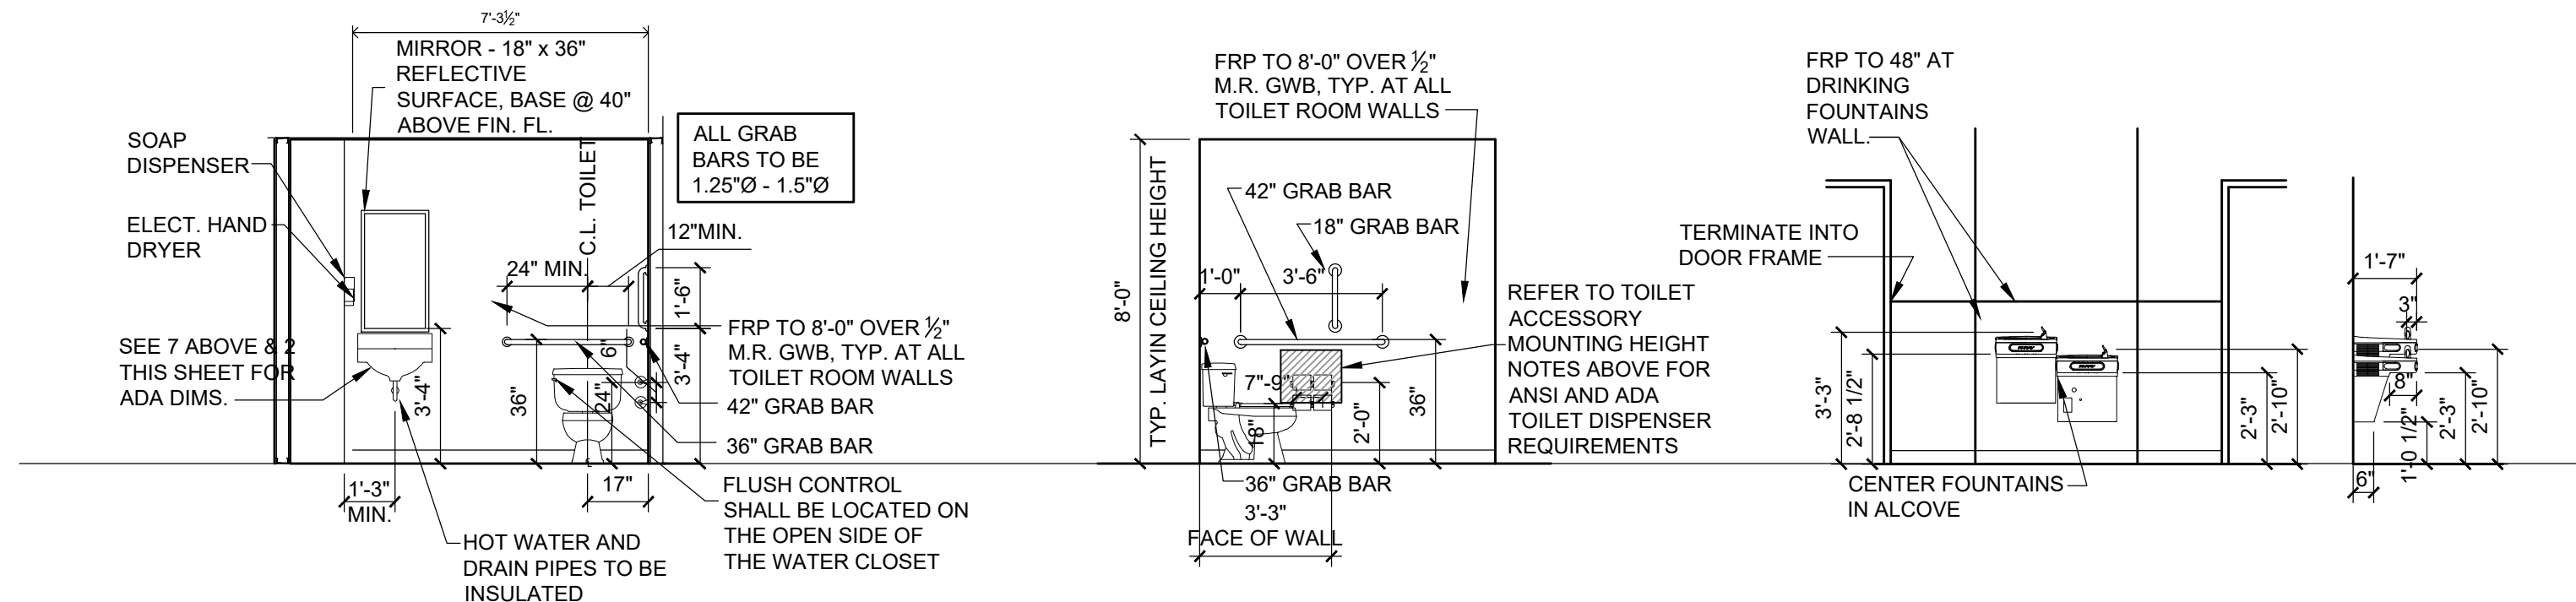 7'-3½"
MIRROR - 18" x 36"
REFLECTIVE
SURFACE, BASE @ 40"
ABOVE FIN. FL.
SOAP
DISPENSER
ELECT. HAND
DRYER
SEE 7 ABOVE & 2
THIS SHEET FOR
ADA DIMS.
C.L. TOILET
ALL GRAB
BARS TO BE
1.25"Ø - 1.5"Ø
12"MIN.
24" MIN.
1'-6"
6"
3'-4"
3'-4"
36"
24"
FRP TO 8'-0" OVER ½"
M.R. GWB, TYP. AT ALL
TOILET ROOM WALLS
42" GRAB BAR
36" GRAB BAR
FLUSH CONTROL
SHALL BE LOCATED ON
THE OPEN SIDE OF
THE WATER CLOSET
1'-3"
MIN.
17"
HOT WATER AND
DRAIN PIPES TO BE
INSULATED
FRP TO 8'-0" OVER ½"
M.R. GWB, TYP. AT ALL
TOILET ROOM WALLS
8'-0"
TYP. LAYIN CEILING HEIGHT
42" GRAB BAR
18" GRAB BAR
1'-0"
3'-6"
7"-9"
18"
2'-0"
36"
REFER TO TOILET
ACCESSORY
MOUNTING HEIGHT
NOTES ABOVE FOR
ANSI AND ADA
TOILET DISPENSER
REQUIREMENTS
36" GRAB BAR
3'-3"
FACE OF WALL
FRP TO 48" AT
DRINKING
FOUNTAINS
WALL.
TERMINATE INTO
DOOR FRAME
3'-3"
2'-8 1/2"
2'-3"
2'-10"
CENTER FOUNTAINS
IN ALCOVE
1'-7"
3"
8"
6"
1'-0 1/2"
2'-3"
2'-10"